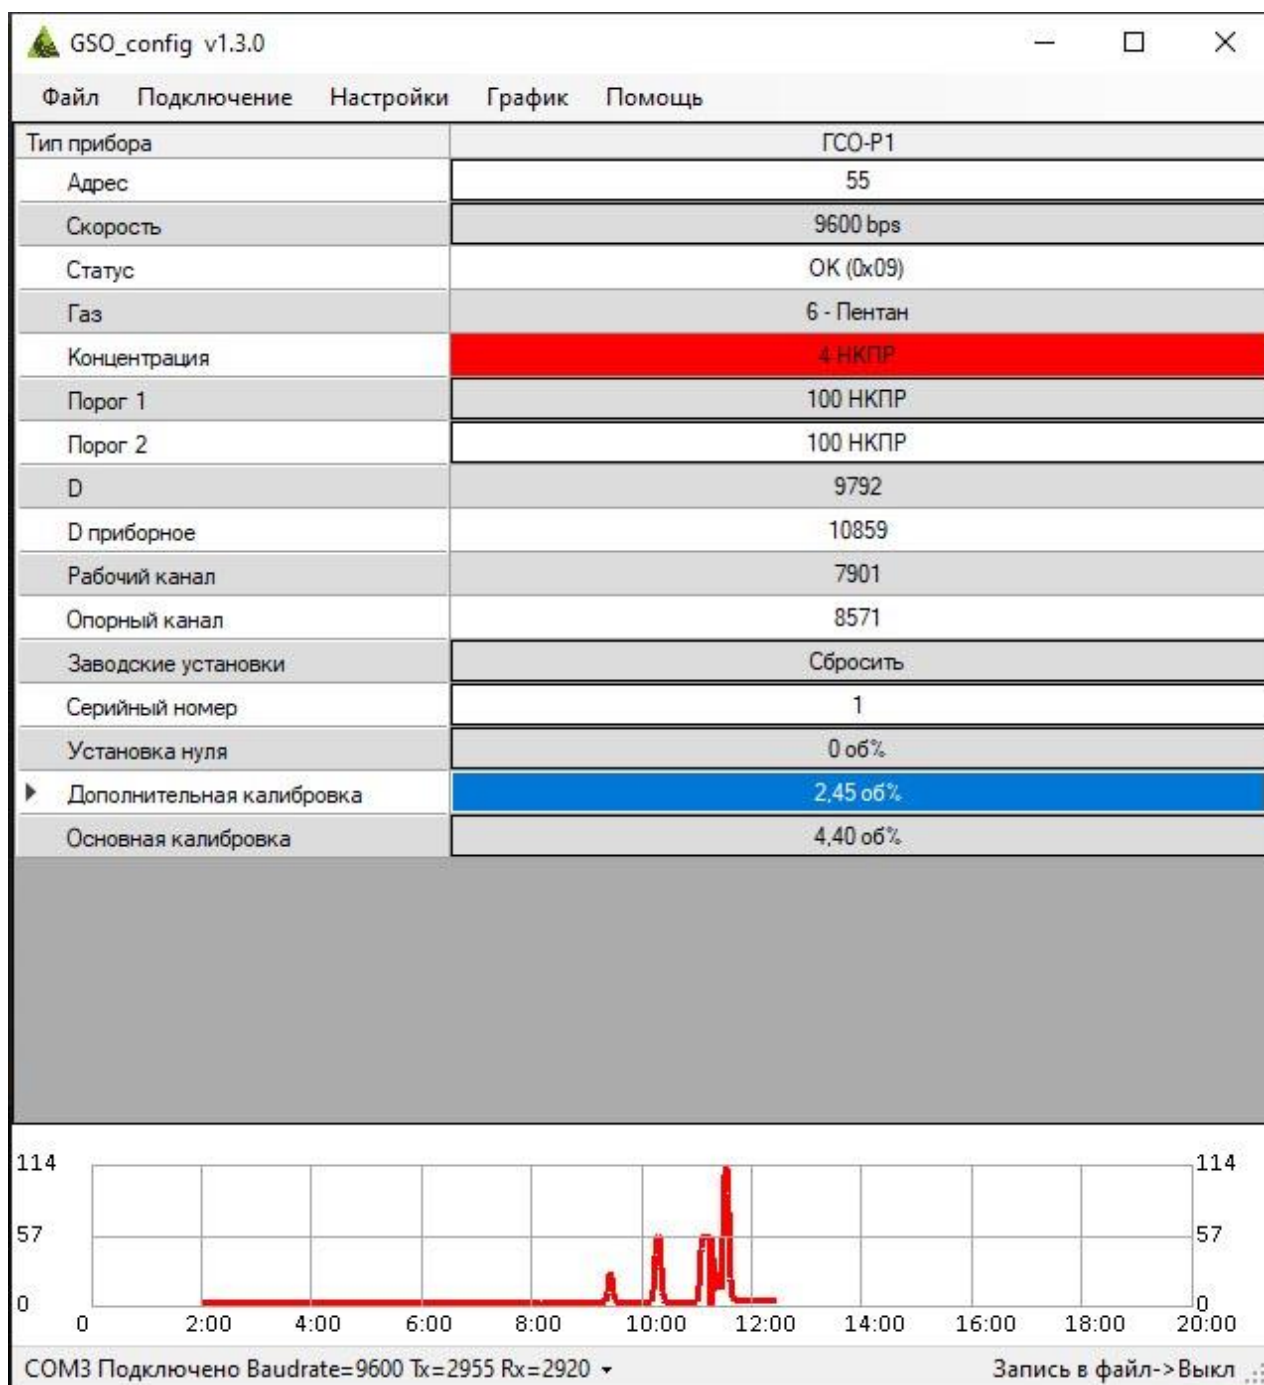 GSO_config v1.3.0
Файл Подключение Настройки График Помощь
Тип прибора ГСО-Р1
Адрес 55
Скорость 9600 bps
Статус OK (0x09)
Газ 6 - Пентан
Концентрация 4 НКПР
Порог 1 100 НКПР
Порог 2 100 НКПР
D 9792
D приборное 10859
Рабочий канал 7901
Опорный канал 8571
Заводские установки Сбросить
Серийный номер 1
Установка нуля 0 об%
Дополнительная калибровка 2,45 об%
Основная калибровка 4,40 об%
114 114
57 57
0 0
0 2:00 4:00 6:00 8:00 10:00 12:00 14:00 16:00 18:00 20:00
COM3 Подключено Baudrate=9600 Tx=2955 Rx=2920 Запись в файл->Выкл